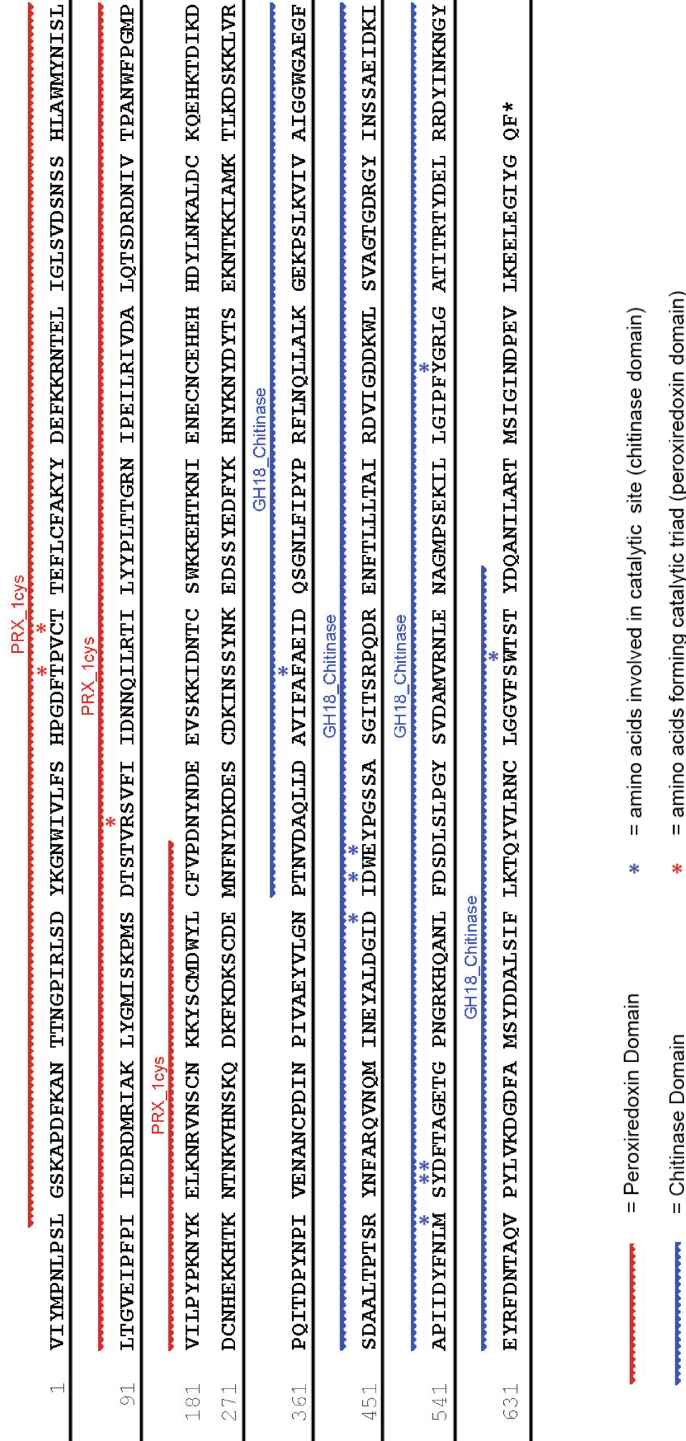 PRX_1cys
* *
1 VIYMPNLPSL GSKAPDFKAN TTNGPIRLSD YKGNWIVLFS HPGDFTPVCT TEFLCFAKYY DEFKKRNTEL IGLSVDSNSS HLAWMYNISL
PRX_1cys
*
91 LTGVEIPFPI IEDRDMRIAK LYGMISKPMS DTSTVRSVFI IDNNQILRTI LYYPLTTGRN IPEILRIVDA LQTSDRDNIV TPANWFPGMP
PRX_1cys
181 VILPYPKNYK ELKNRVNSCN KKYSCMDWYL CFVPDNYNDE EVSKKIDNTC SWKKEHTKNI ENECNCEHEH HDYLNKALDC KQEHKTDIKD
271 DCNHEKKHTK NTNKVHNSKQ DKFKDKSCDE MNFNYDKDES CDKINSSYNK EDSSYEDFYK HNYKNYDYTS EKNTKKIAMK TLKDSKKLVR
GH18_Chitinase
*
361 PQITDPYNPI VENANCPDIN PIVAEYVLGN PTNVDAQLLD AVIFAFAEID QSGNLFIPYP RFLNQLLALK GEKPSLKVIV AIGGWGAEGF
GH18_Chitinase
* * *
451 SDAALTPTSR YNFARQVNQM INEYALDGID IDWEYPGSSA SGITSRPQDR ENFTLLLTAI RDVIGDDKWL SVAGTGDRGY INSSAEIDKI
GH18_Chitinase
* ** *
541 APIIDYFNLM SYDFTAGETG PNGRKHQANL FDSDLSLPGY SVDAMVRNLE NAGMPSEKIL LGIPFYGRLG ATITRTYDEL RRDYINKNGY
GH18_Chitinase
*
631 EYRFDNTAQV PYLVKDGDFA MSYDDALSIF LKTQYVLRNC LGGVFSWTST YDQANILART MSIGINDPEV LKEELEGIYG QF*
= Peroxiredoxin Domain
* = amino acids involved in catalytic site (chitinase domain)
= Chitinase Domain
* = amino acids forming catalytic triad (peroxiredoxin domain)